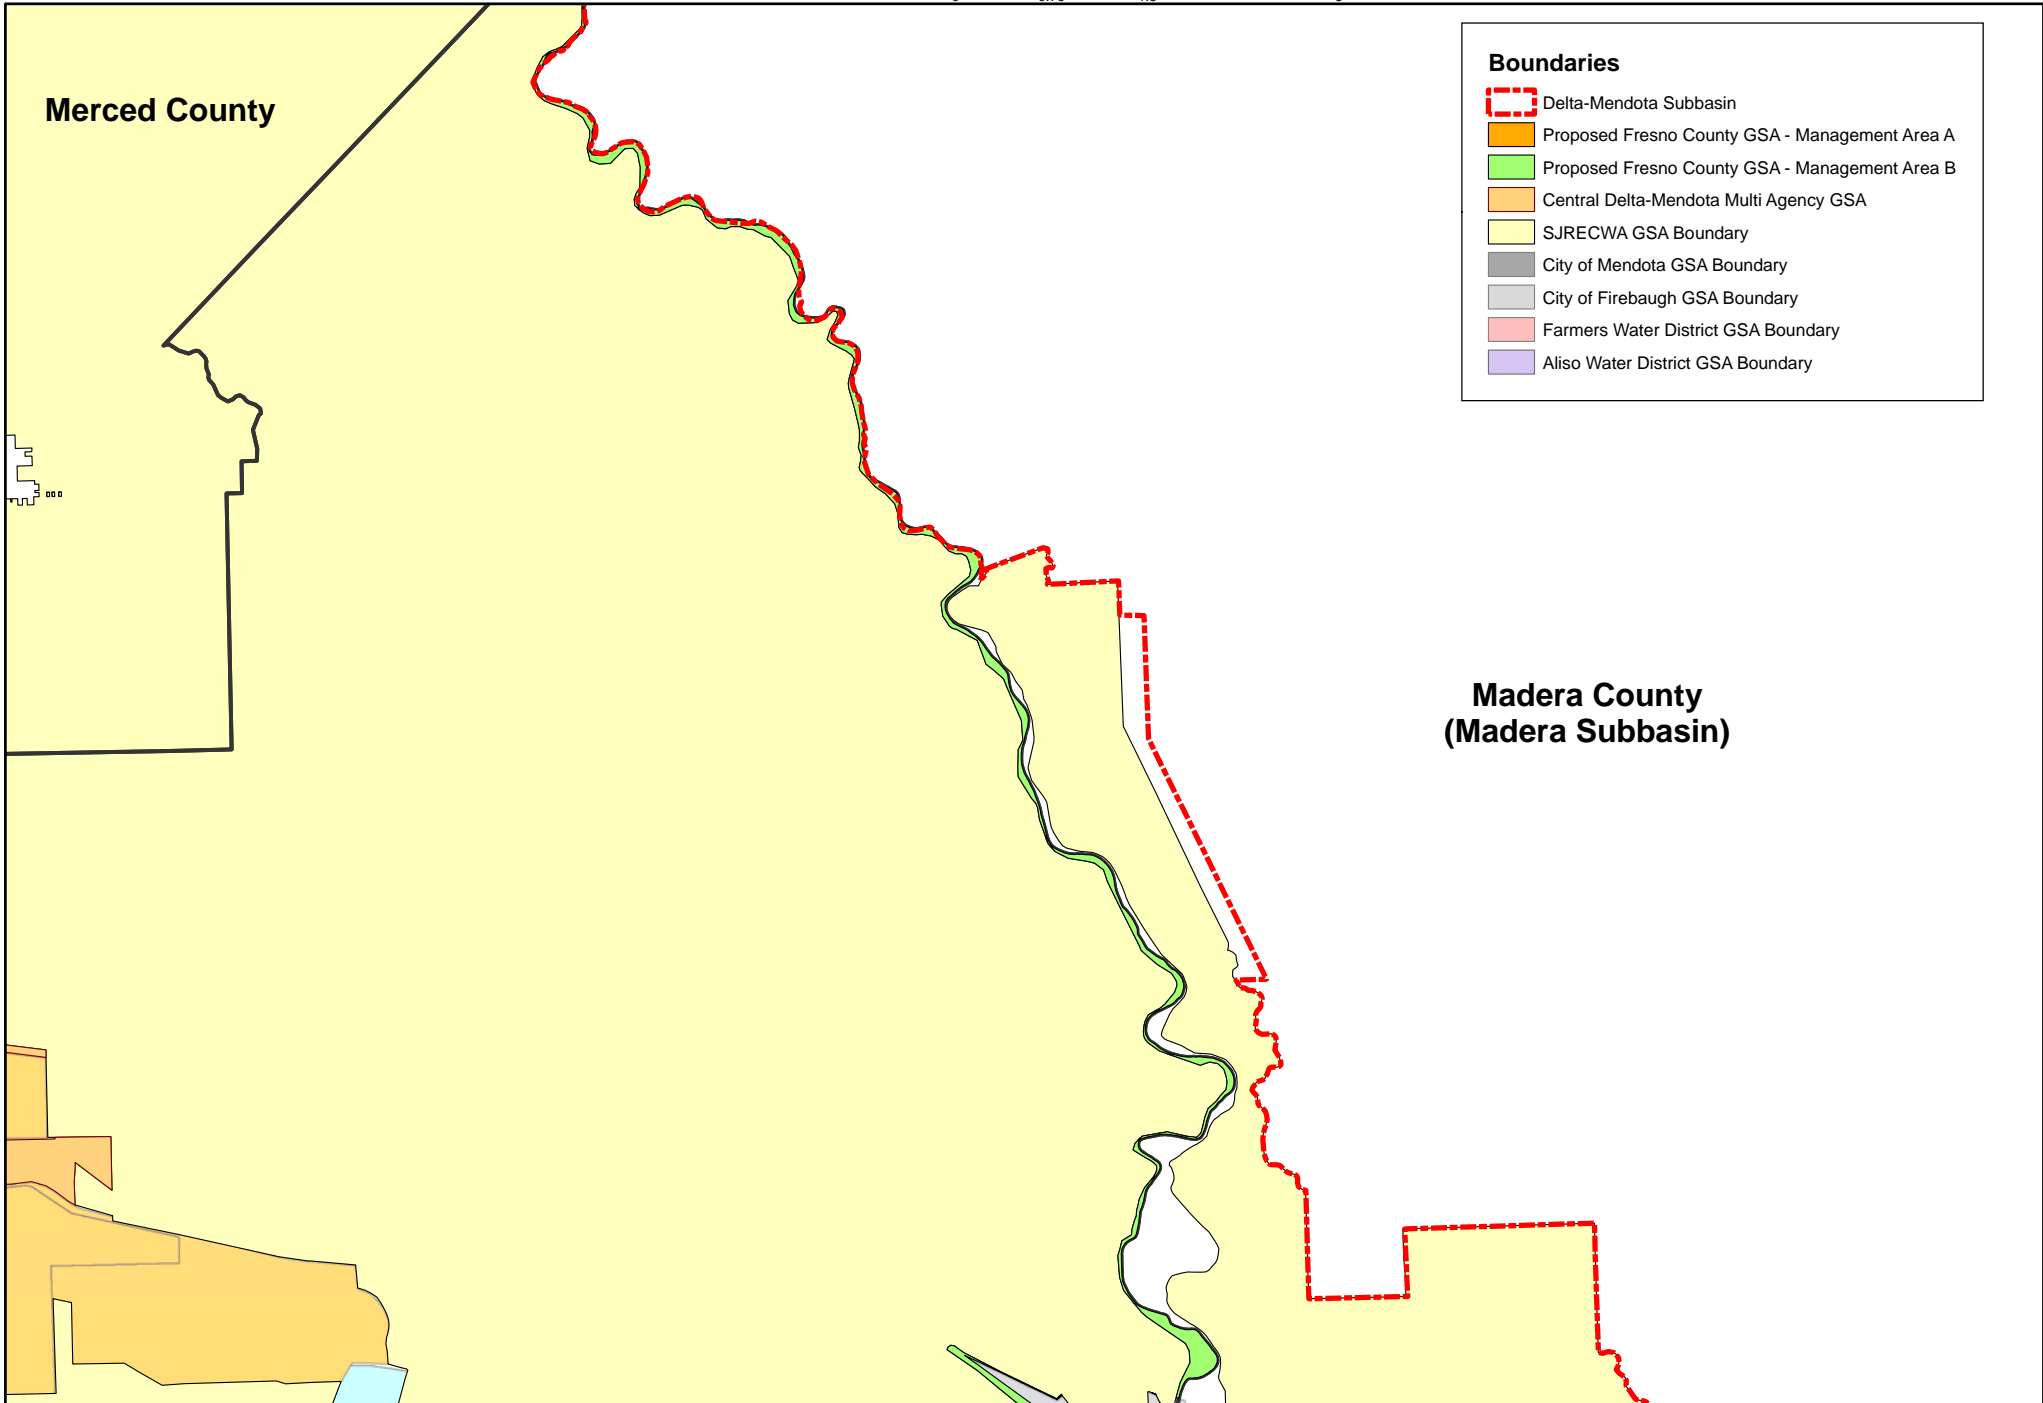 Merced County
Boundaries
Delta-Mendota Subbasin
Proposed Fresno County GSA - Management Area A
Proposed Fresno County GSA - Management Area B
Central Delta-Mendota Multi Agency GSA
SJRECWA GSA Boundary
City of Mendota GSA Boundary
City of Firebaugh GSA Boundary
Farmers Water District GSA Boundary
Aliso Water District GSA Boundary
Madera County
(Madera Subbasin)